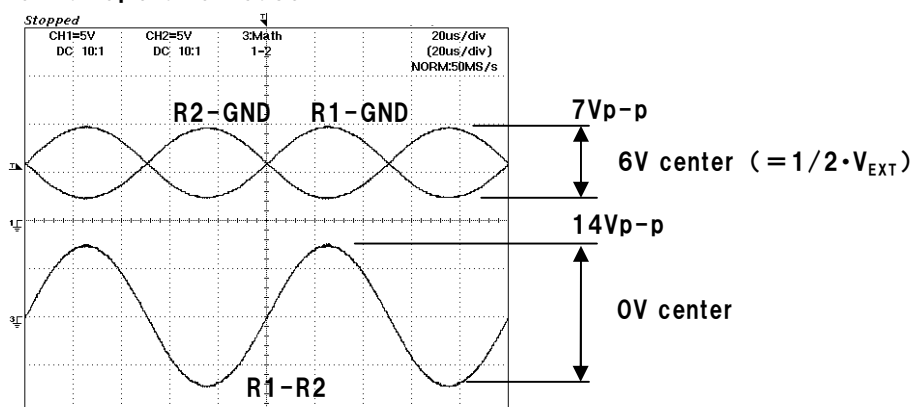 Stopped
CH1=5V CH2=5V 3:Math 20us/div
DC 10:1 DC 10:1 1-2 (20us/div)
NORM:50MS/s
R2-GND R1-GND
7Vp-p
6V center (=1/2･VEXT)
14Vp-p
0V center
R1-R2